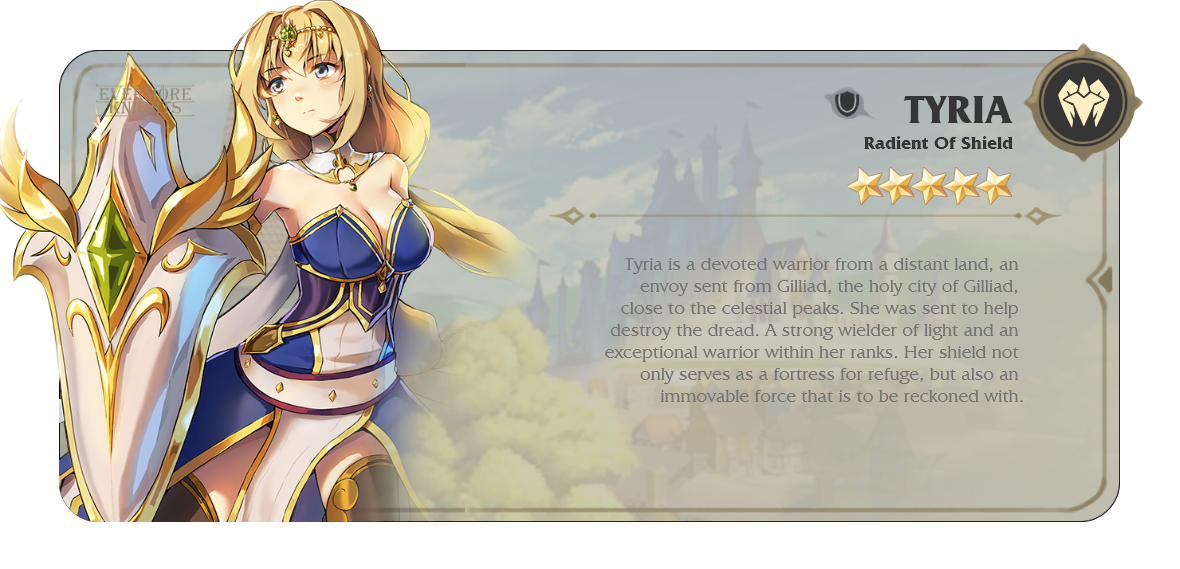 EVERMORE
KNIGHTS
TYRIA
Radient Of Shield
Tyria is a devoted warrior from a distant land, an
envoy sent from Gilliad, the holy city of Gilliad,
close to the celestial peaks. She was sent to help
destroy the dread. A strong wielder of light and an
exceptional warrior within her ranks. Her shield not
only serves as a fortress for refuge, but also an
immovable force that is to be reckoned with.